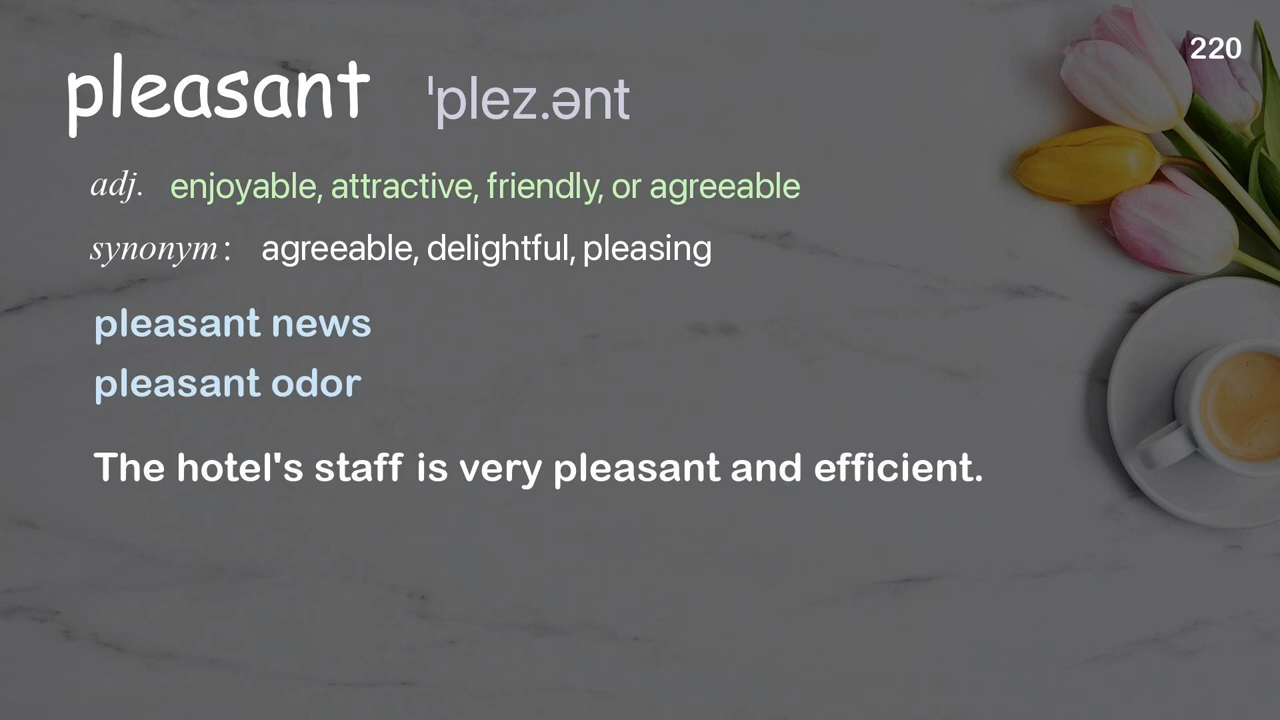 220
pleasant ˈplez.ənt
adj. enjoyable, attractive, friendly, or agreeable
synonym: agreeable, delightful, pleasing
pleasant news
pleasant odor
The hotel's staff is very pleasant and efficient.